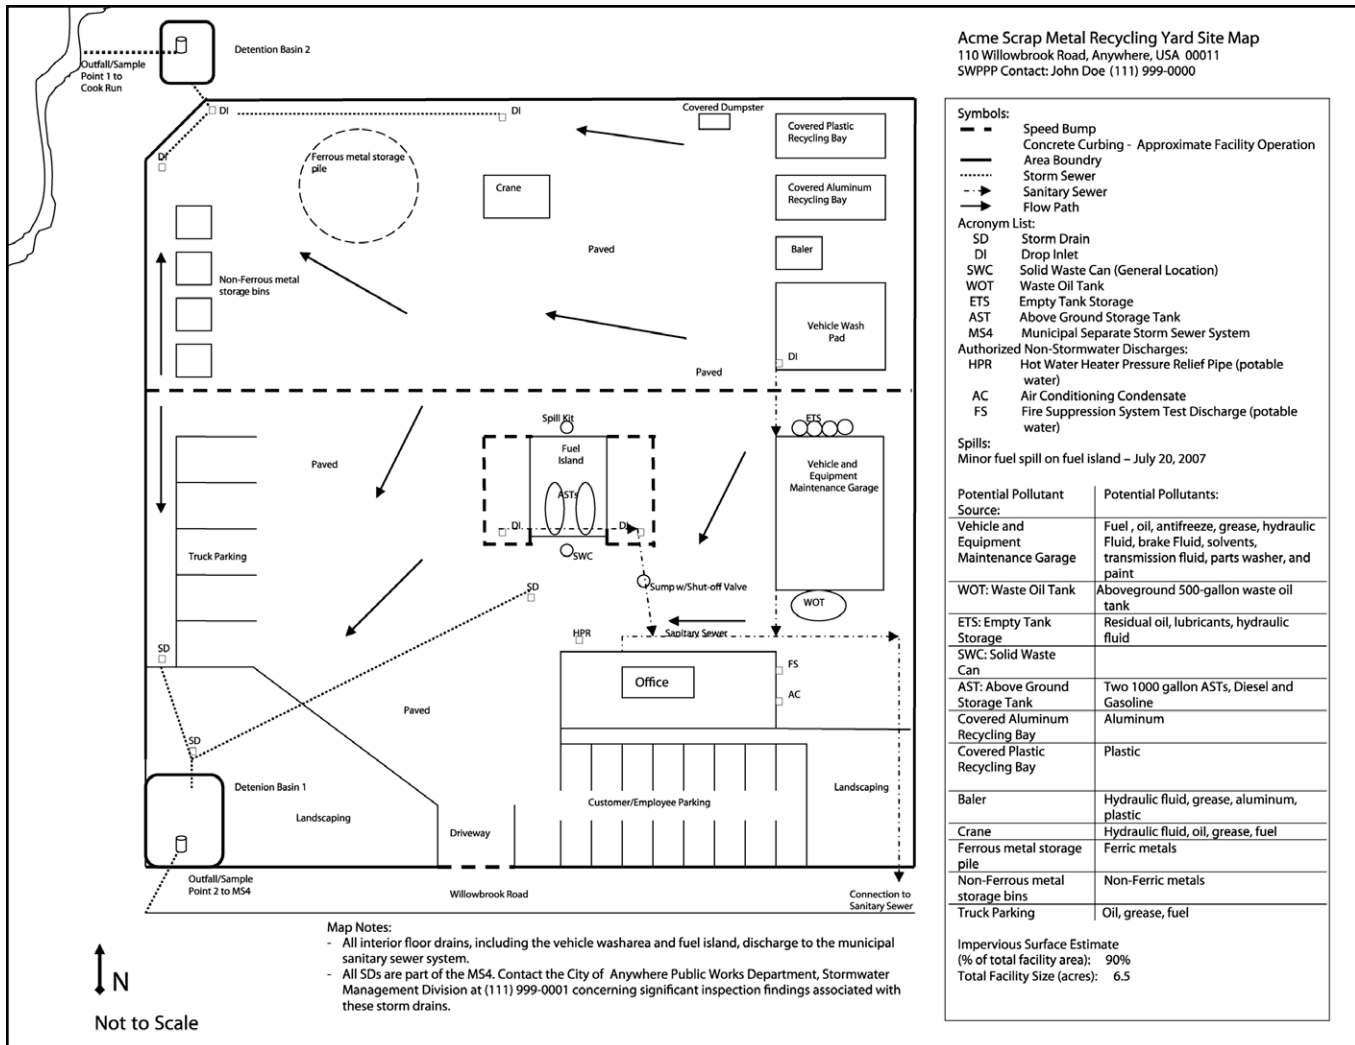 Acme Scrap Metal Recycling Yard Site Map
110 Willowbrook Road, Anywhere, USA  00011
SWPPP Contact: John Doe (111) 999-0000
Detention Basin 2
Outfall/Sample
Point 1 to
Cook Run
DI
DI
DI
Covered Dumpster
Covered Plastic
Recycling Bay
Ferrous metal storage
pile
Crane
Covered Aluminum
Recycling Bay
Paved
Baler
Non-Ferrous metal
storage bins
Vehicle Wash
Pad
DI
Paved
Spill Kit
ETS
Fuel
Island
Paved
Vehicle and
Equipment
Maintenance Garage
ASTs
DI
DI
Truck Parking
SWC
SD
Sump w/Shut-off Valve
WOT
HPR
Sanitary Sewer
SD
FS
Office
AC
Paved
SD
Detenion Basin 1
Landscaping
Customer/Employee Parking
Landscaping
Driveway
Outfall/Sample
Point 2 to MS4
Willowbrook Road
Connection to
Sanitary Sewer
Map Notes:
- All interior floor drains, including the vehicle washarea and fuel island, discharge to the municipal
sanitary sewer system.
- All SDs are part of the MS4. Contact the City of Anywhere Public Works Department, Stormwater
Management Division at (111) 999-0001 concerning significant inspection findings associated with
these storm drains.
N
Not to Scale
Symbols:
Speed Bump
Concrete Curbing - Approximate Facility Operation
Area Boundry
Storm Sewer
Sanitary Sewer
Flow Path
Acronym List:
SD Storm Drain
DI Drop Inlet
SWC Solid Waste Can (General Location)
WOT Waste Oil Tank
ETS Empty Tank Storage
AST Above Ground Storage Tank
MS4 Municipal Separate Storm Sewer System
Authorized Non-Stormwater Discharges:
HPR Hot Water Heater Pressure Relief Pipe (potable
water)
AC Air Conditioning Condensate
FS Fire Suppression System Test Discharge (potable
water)
Spills:
Minor fuel spill on fuel island – July 20, 2007
Potential Pollutant
Source:
Potential Pollutants:
Vehicle and
Equipment
Maintenance Garage
Fuel , oil, antifreeze, grease, hydraulic
Fluid, brake Fluid, solvents,
transmission fluid, parts washer, and
paint
WOT: Waste Oil Tank
Aboveground 500-gallon waste oil
tank
ETS: Empty Tank
Storage
Residual oil, lubricants, hydraulic
fluid
SWC: Solid Waste
Can
AST: Above Ground
Storage Tank
Two 1000 gallon ASTs, Diesel and
Gasoline
Covered Aluminum
Recycling Bay
Aluminum
Covered Plastic
Recycling Bay
Plastic
Baler
Hydraulic fluid, grease, aluminum,
plastic
Crane
Hydraulic fluid, oil, grease, fuel
Ferrous metal storage
pile
Ferric metals
Non-Ferrous metal
storage bins
Non-Ferric metals
Truck Parking
Oil, grease, fuel
Impervious Surface Estimate
(% of total facility area): 90%
Total Facility Size (acres): 6.5